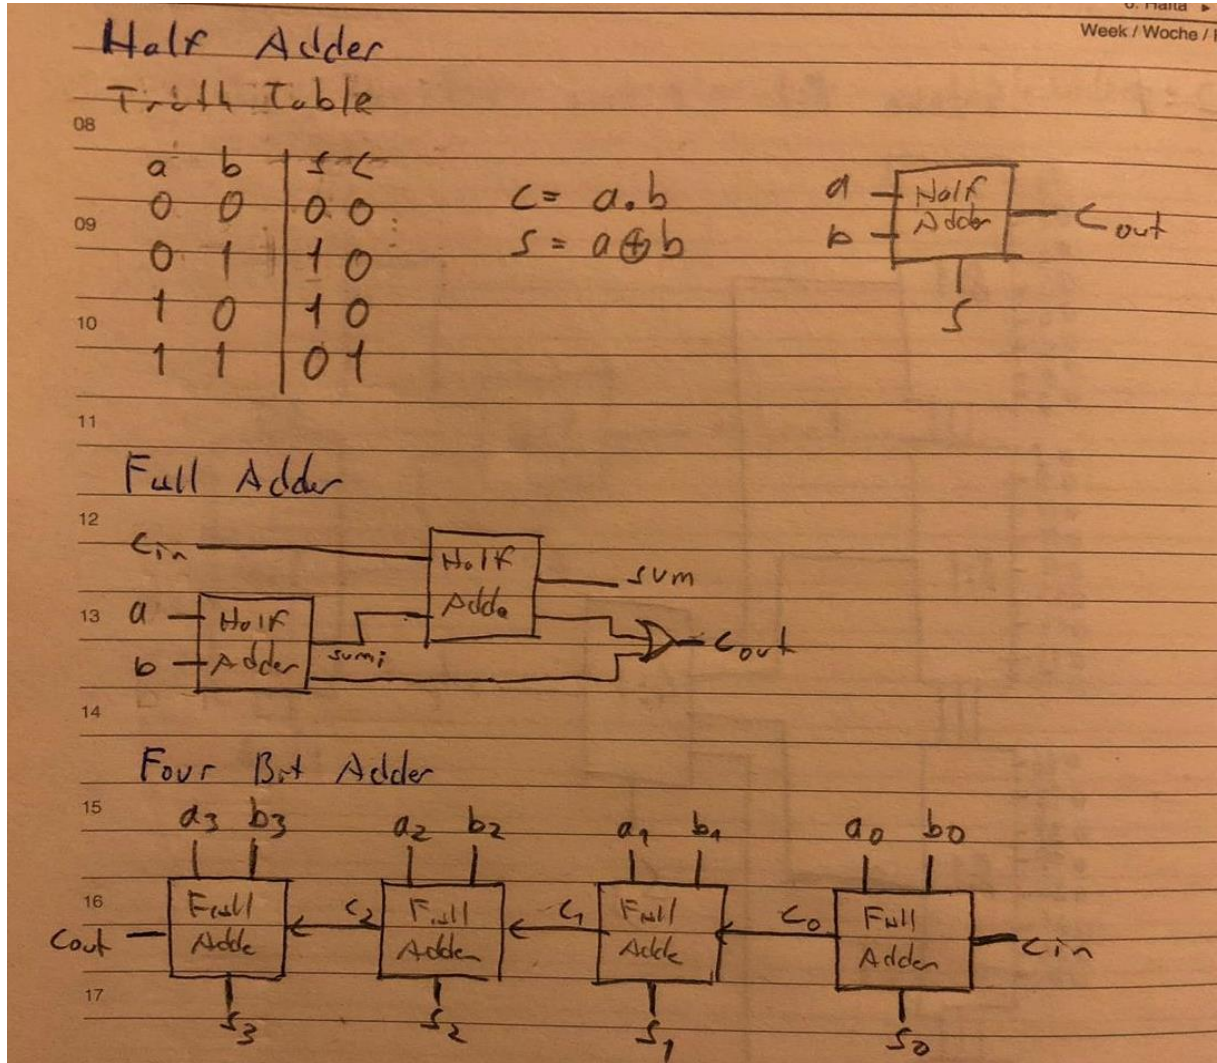 Week / Woche /
Half Adder
Truth Table
08
a b s c
0 0 0 0
09
0 1 1 0
1 0 1 0
10
1 1 0 1
c = a.b
s = a⊕b
a
b
Half
Adder
Cout
s
11
Full Adder
12
Cin
Half
Adde
sum
13
a
b
Half
Adder
sumi
Cout
14
Four Bit Adder
15
a3 b3 a2 b2 a1 b1 a0 b0
16
Cout Full C2 Full C1 Full C0 Full Cin
Adde Adder Adde Adder
17
s3 s2 s1 s0